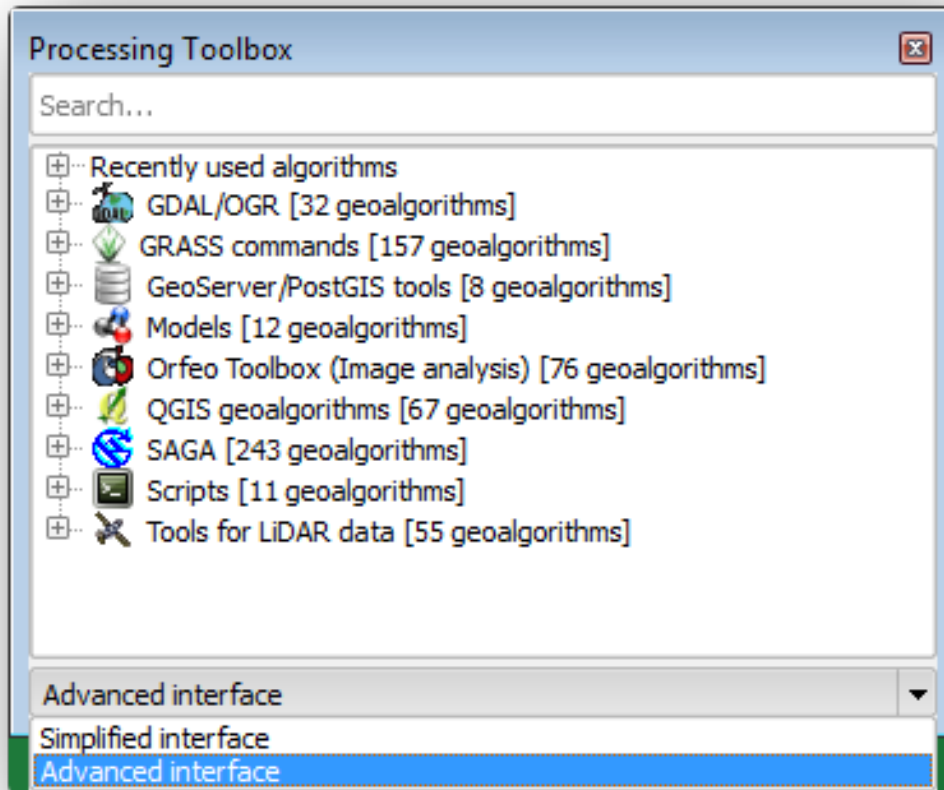 Processing Toolbox
Search...
Recently used algorithms
GDAL/OGR [32 geoalgorithms]
GRASS commands [157 geoalgorithms]
GeoServer/PostGIS tools [8 geoalgorithms]
Models [12 geoalgorithms]
Orfeo Toolbox (Image analysis) [76 geoalgorithms]
QGIS geoalgorithms [67 geoalgorithms]
SAGA [243 geoalgorithms]
Scripts [11 geoalgorithms]
Tools for LiDAR data [55 geoalgorithms]
Advanced interface
Simplified interface
Advanced interface